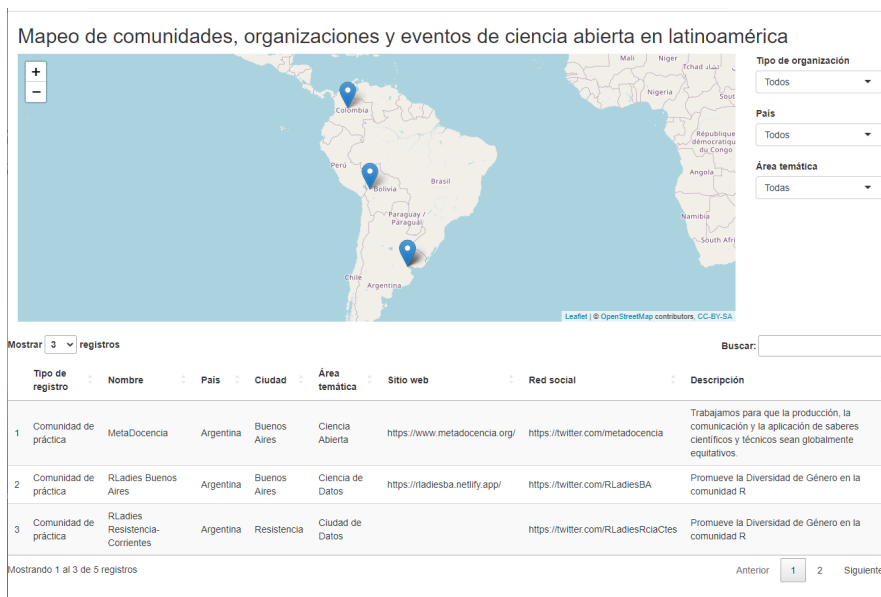 Mapeo de comunidades, organizaciones y eventos de ciencia abierta en latinoamérica
+
−
Mali
Niger
Tchad تشاد
Nigeria
South
République
démocratique
du Congo
Angola
Namibia
South Afri
Colombia
Perú
Brasil
Bolivia
Paraguay /
Paraguái
Chile
Argentina
Leaflet | © OpenStreetMap contributors, CC-BY-SA
Tipo de organización
Todos
País
Todos
Área temática
Todas
Mostrar 3 registros
Buscar:
Tipo de registro Nombre País Ciudad Área temática Sitio web Red social Descripción
1 Comunidad de práctica MetaDocencia Argentina Buenos Aires Ciencia Abierta https://www.metadocencia.org/ https://twitter.com/metadocencia Trabajamos para que la producción, la comunicación y la aplicación de saberes científicos y técnicos sean globalmente equitativos.
2 Comunidad de práctica RLadies Buenos Aires Argentina Buenos Aires Ciencia de Datos https://rladiesba.netlify.app/ https://twitter.com/RLadiesBA Promueve la Diversidad de Género en la comunidad R
3 Comunidad de práctica RLadies Resistencia-Corrientes Argentina Resistencia Ciudad de Datos https://twitter.com/RLadiesRciaCtes Promueve la Diversidad de Género en la comunidad R
Mostrando 1 al 3 de 5 registros
Anterior 1 2 Siguiente